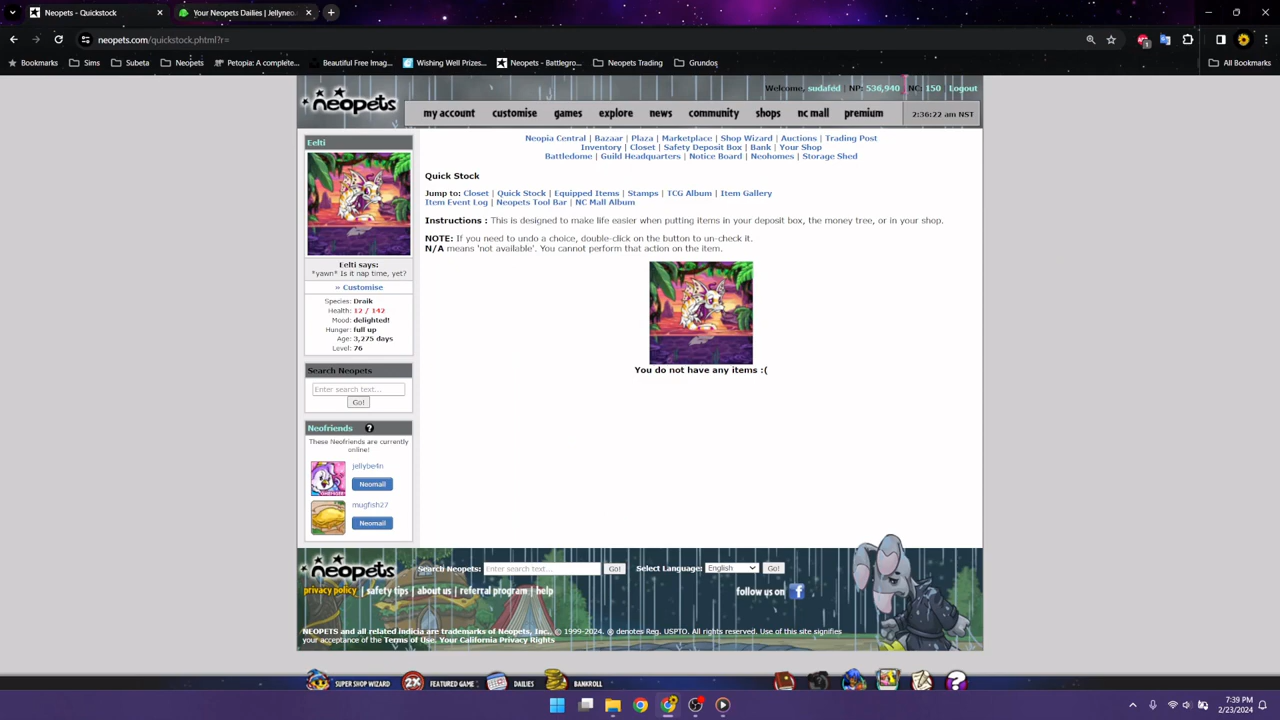 Neopets - Quickstock
Your Neopets Dailies | Jellyneo
neopets.com/quickstock.phtml?r=
Bookmarks
Sims
Subeta
Neopets
Petopia: A complete...
Beautiful Free Imag...
Wishing Well Prizes...
Neopets - Battlegro...
Neopets Trading
Grundos
All Bookmarks
neopets
Welcome, sudaféd | NP: 536,940 | NC: 150 Logout
my account
customise
games
explore
news
community
shops
nc mall
premium
2:36:22 am NST
Eelti
Eelti says:
*yawn* Is it nap time, yet?
» Customise
Species: Draik
Health: 12 / 142
Mood: delighted!
Hunger: full up
Age: 3,275 days
Level: 76
Search Neopets
Enter search text...
Go!
Neofriends ?
These Neofriends are currently
online!
jellybe4n
Neomail
mugfish27
Neomail
Neopia Central | Bazaar | Plaza | Marketplace | Shop Wizard | Auctions | Trading Post
Inventory | Closet | Safety Deposit Box | Bank | Your Shop
Battledome | Guild Headquarters | Notice Board | Neohomes | Storage Shed
Quick Stock
Jump to: Closet | Quick Stock | Equipped Items | Stamps | TCG Album | Item Gallery
Item Event Log | Neopets Tool Bar | NC Mall Album
Instructions : This is designed to make life easier when putting items in your deposit box, the money tree, or in your shop.
NOTE: If you need to undo a choice, double-click on the button to un-check it.
N/A means 'not available'. You cannot perform that action on the item.
You do not have any items :(
neopets
Search Neopets: Enter search text... Go! Select Language: English Go!
privacy policy | safety tips | about us | referral program | help
follow us on f
NEOPETS and all related indicia are trademarks of Neopets, Inc., © 1999-2024. ® denotes Reg. USPTO. All rights reserved. Use of this site signifies
your acceptance of the Terms of Use. Your California Privacy Rights
SUPER SHOP WIZARD
2X
FEATURED GAME
DAILIES
BANKROLL
?
7:39 PM
2/23/2024